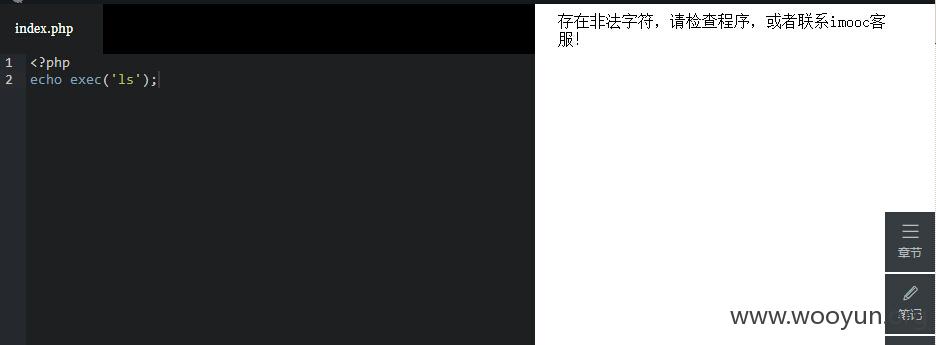 index.php
1 <?php
2 echo exec('ls');
存在非法字符，请检查程序，或者联系imooc客
服！
章节
笔记
www.wooyun.org